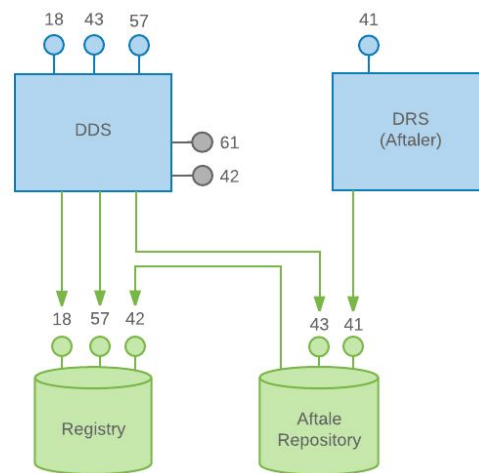 18 43 57 41
DDS
DRS
(Aftaler)
61
42
18 57 42 43 41
Registry
Aftale
Repository